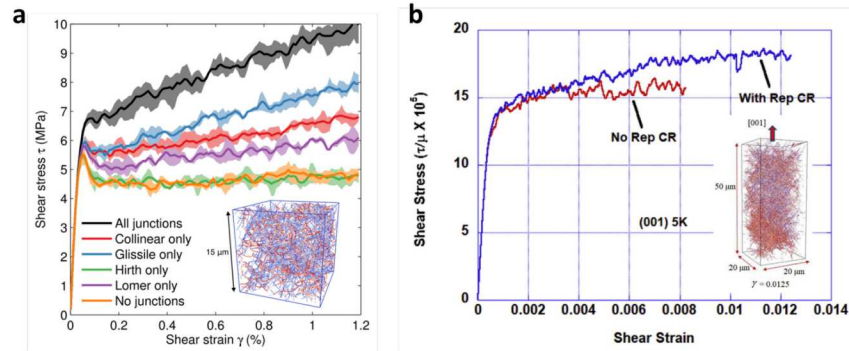 a
Shear stress τ (MPa)
10
9
8
7
6
5
4
3
2
1
0
All junctions
Collinear only
Glissile only
Hirth only
Lomer only
No junctions
15 μm
0 0.2 0.4 0.6 0.8 1 1.2
Shear strain γ (%)
b
Shear Stress (τ/μ X 10⁶)
20
15
10
5
0
With Rep CR
No Rep CR
(001) 5K
[001]
50 μm
20 μm
20 μm
γ = 0.0125
0 0.002 0.004 0.006 0.008 0.01 0.012 0.014
Shear Strain